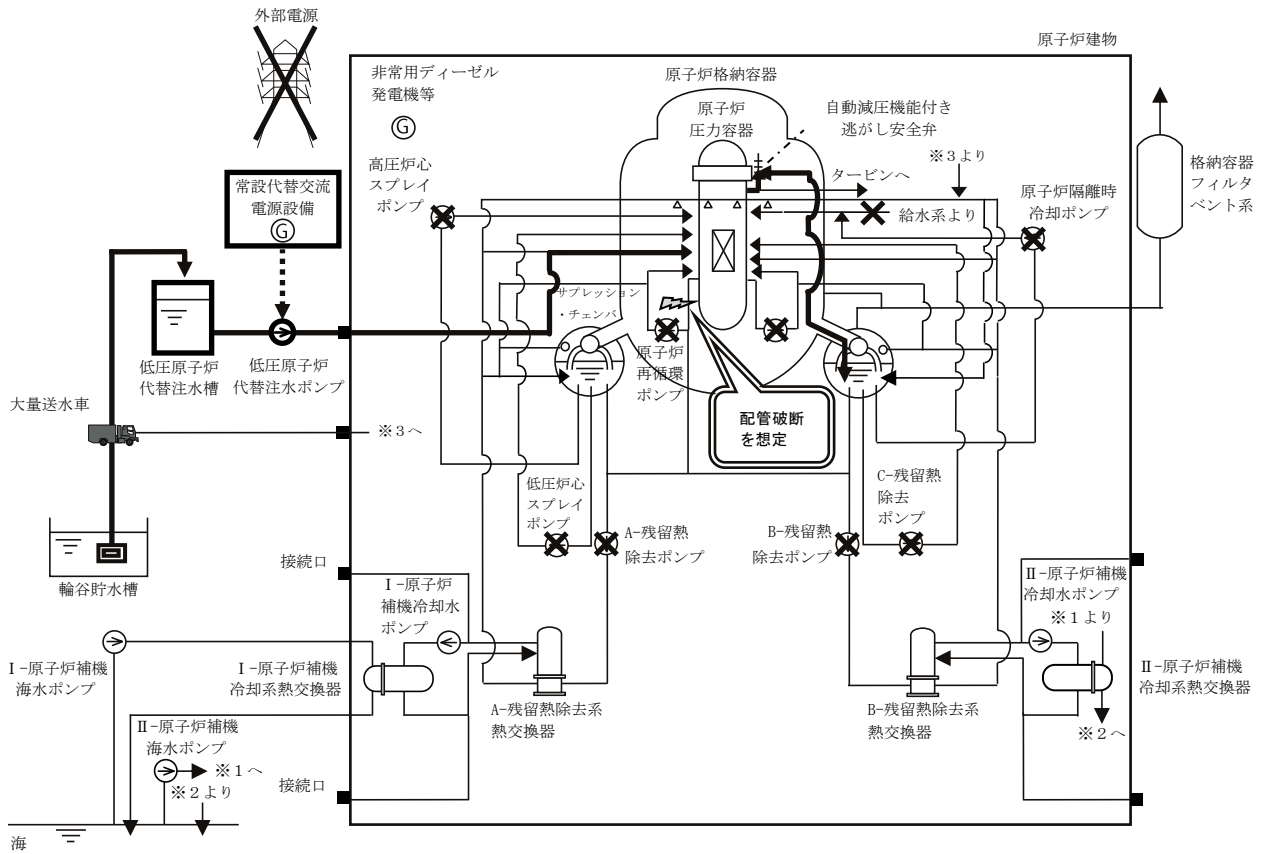 外部電源
原子炉建物
非常用ディーゼル
発電機等
G
原子炉格納容器
原子炉
圧力容器
自動減圧機能付き
逃がし安全弁
※3より
高圧炉心
スプレイ
ポンプ
タービンへ
格納容器
フィルタ
ベント系
常設代替交流
電源設備
G
原子炉隔離時
冷却ポンプ
給水系より
サプレッション
・チェンバ
低圧原子炉
代替注水槽
低圧原子炉
代替注水ポンプ
原子炉
再循環
ポンプ
大量送水車
※3へ
配管破断
を想定
低圧炉心
スプレイ
ポンプ
C-残留熱
除去
ポンプ
A-残留熱
除去ポンプ
B-残留熱
除去ポンプ
輪谷貯水槽
接続口
Ⅰ-原子炉
補機冷却水
ポンプ
Ⅱ-原子炉補機
冷却水ポンプ
※1より
Ⅰ-原子炉補機
海水ポンプ
Ⅰ-原子炉補機
冷却系熱交換器
Ⅱ-原子炉補機
冷却系熱交換器
A-残留熱除去系
熱交換器
B-残留熱除去系
熱交換器
※2へ
Ⅱ-原子炉補機
海水ポンプ
※1へ
※2より
接続口
海